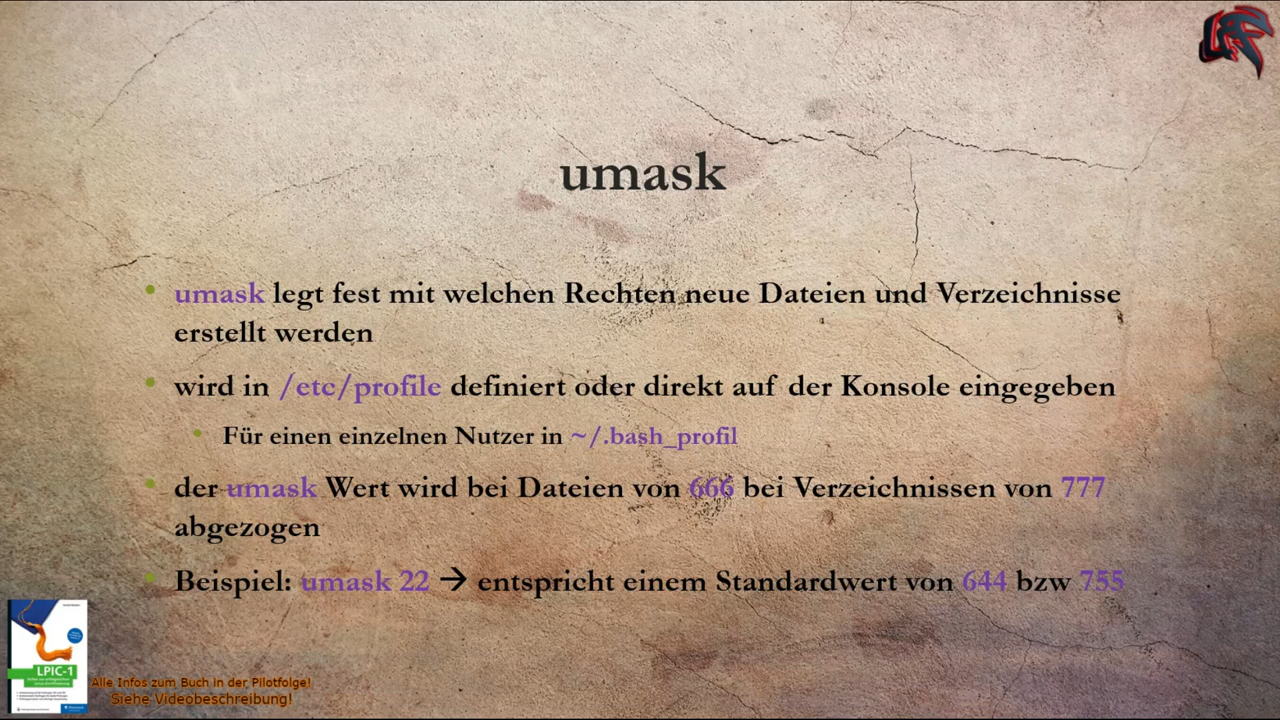 umask
umask legt fest mit welchen Rechten neue Dateien und Verzeichnisse
erstellt werden
wird in /etc/profile definiert oder direkt auf der Konsole eingegeben
Für einen einzelnen Nutzer in ~/.bash_profil
der umask Wert wird bei Dateien von 666 bei Verzeichnissen von 777
abgezogen
Beispiel: umask 22 → entspricht einem Standardwert von 644 bzw 755
LPIC-1
Alle Infos zum Buch in der Pilotfolge!
Siehe Videobeschreibung!